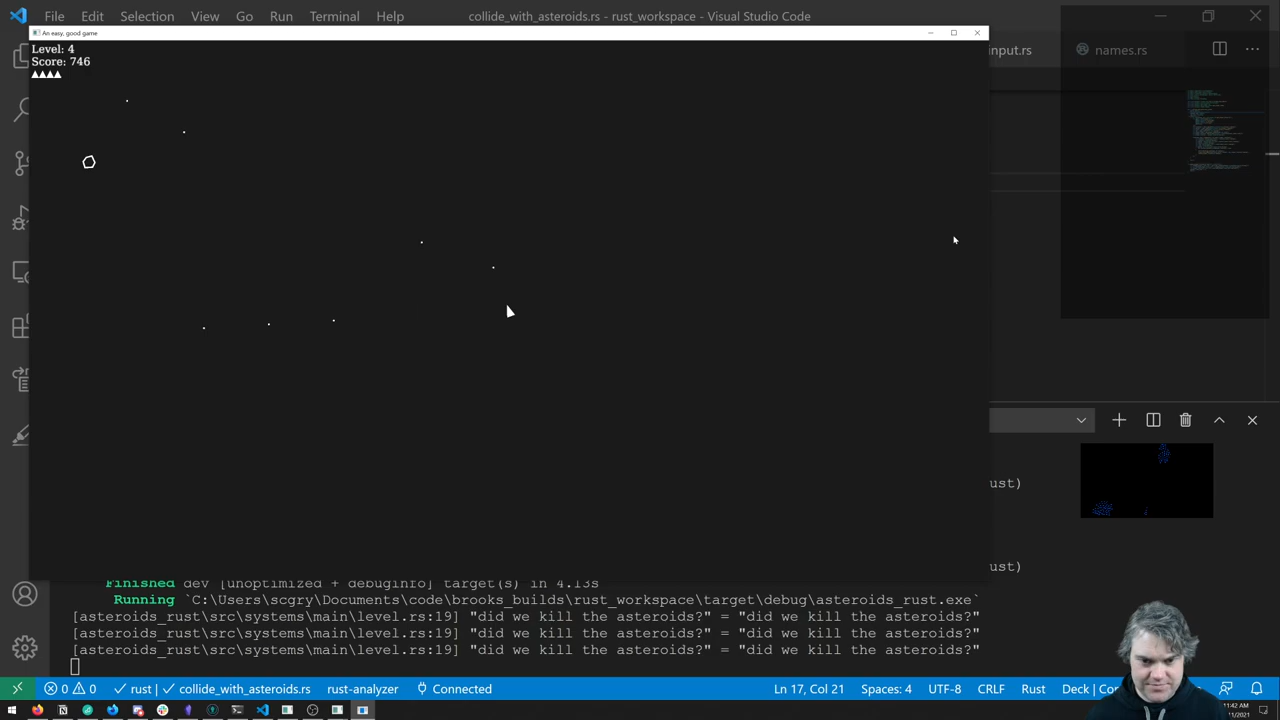 File Edit Selection View Go Run Terminal Help collide_with_asteroids.rs - rust_workspace - Visual Studio Code
An easy, good game
Level: 4
Score: 746
nput.rs names.rs
ust)
ust)
Finished dev [unoptimized + debuginfo] target(s) in 4.13s
Running `C:\Users\scgry\Documents\code\brooks_builds\rust_workspace\target\debug\asteroids_rust.exe`
[asteroids_rust\src\systems\main\level.rs:19] "did we kill the asteroids?" = "did we kill the asteroids?"
[asteroids_rust\src\systems\main\level.rs:19] "did we kill the asteroids?" = "did we kill the asteroids?"
[asteroids_rust\src\systems\main\level.rs:19] "did we kill the asteroids?" = "did we kill the asteroids?"
0 0 rust | collide_with_asteroids.rs rust-analyzer Connected Ln 17, Col 21 Spaces: 4 UTF-8 CRLF Rust Deck | Co
11:42 AM